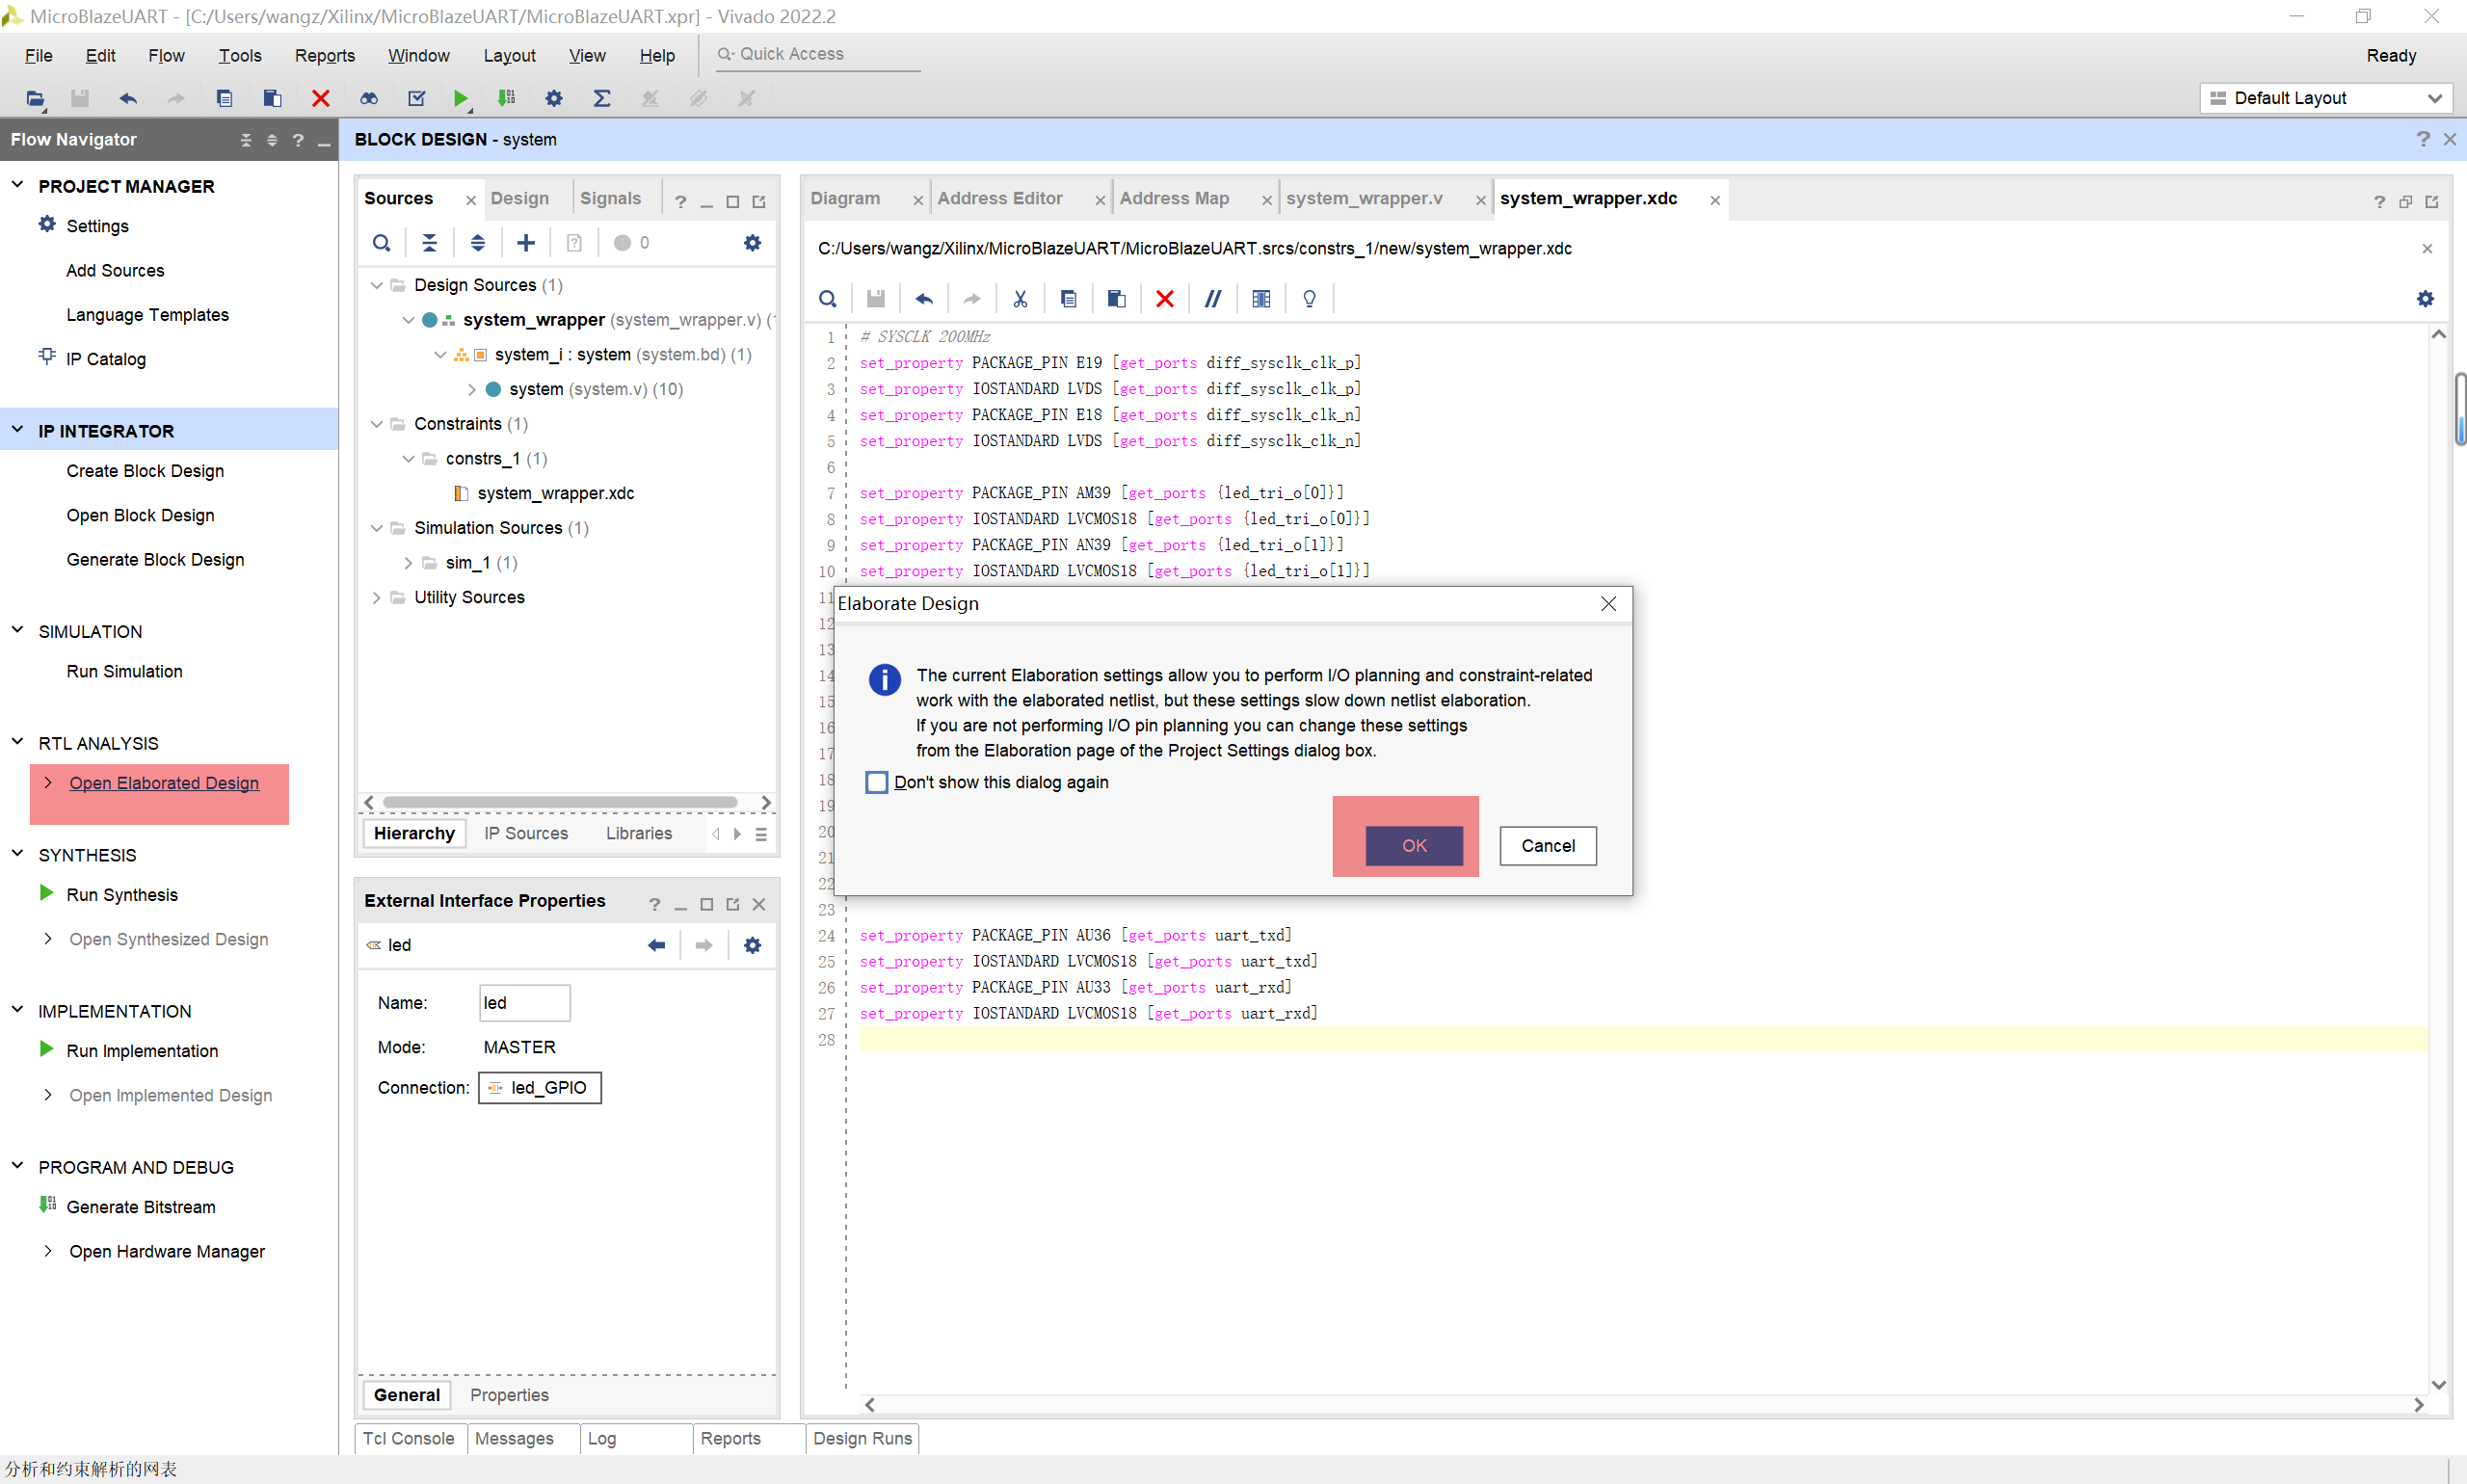 MicroBlazeUART - [C:/Users/wangz/Xilinx/MicroBlazeUART/MicroBlazeUART.xpr] - Vivado 2022.2
File Edit Flow Tools Reports Window Layout View Help Quick Access Ready
Default Layout
Flow Navigator
BLOCK DESIGN - system
PROJECT MANAGER
Settings
Add Sources
Language Templates
IP Catalog
IP INTEGRATOR
Create Block Design
Open Block Design
Generate Block Design
SIMULATION
Run Simulation
RTL ANALYSIS
Open Elaborated Design
SYNTHESIS
Run Synthesis
Open Synthesized Design
IMPLEMENTATION
Run Implementation
Open Implemented Design
PROGRAM AND DEBUG
Generate Bitstream
Open Hardware Manager
Sources Design Signals
0
Design Sources (1)
system_wrapper (system_wrapper.v) (
system_i : system (system.bd) (1)
system (system.v) (10)
Constraints (1)
constrs_1 (1)
system_wrapper.xdc
Simulation Sources (1)
sim_1 (1)
Utility Sources
Hierarchy IP Sources Libraries
External Interface Properties
led
Name: led
Mode: MASTER
Connection: led_GPIO
General Properties
Diagram Address Editor Address Map system_wrapper.v system_wrapper.xdc
C:/Users/wangz/Xilinx/MicroBlazeUART/MicroBlazeUART.srcs/constrs_1/new/system_wrapper.xdc
1 # SYSCLK 200MHz
2 set_property PACKAGE_PIN E19 [get_ports diff_sysclk_clk_p]
3 set_property IOSTANDARD LVDS [get_ports diff_sysclk_clk_p]
4 set_property PACKAGE_PIN E18 [get_ports diff_sysclk_clk_n]
5 set_property IOSTANDARD LVDS [get_ports diff_sysclk_clk_n]
6
7 set_property PACKAGE_PIN AM39 [get_ports {led_tri_o[0]}]
8 set_property IOSTANDARD LVCMOS18 [get_ports {led_tri_o[0]}]
9 set_property PACKAGE_PIN AN39 [get_ports {led_tri_o[1]}]
10 set_property IOSTANDARD LVCMOS18 [get_ports {led_tri_o[1]}]
11
12
13
14
15
16
17
18
19
20
21
22
23
24 set_property PACKAGE_PIN AU36 [get_ports uart_txd]
25 set_property IOSTANDARD LVCMOS18 [get_ports uart_txd]
26 set_property PACKAGE_PIN AU33 [get_ports uart_rxd]
27 set_property IOSTANDARD LVCMOS18 [get_ports uart_rxd]
28
Elaborate Design
The current Elaboration settings allow you to perform I/O planning and constraint-related
work with the elaborated netlist, but these settings slow down netlist elaboration.
If you are not performing I/O pin planning you can change these settings
from the Elaboration page of the Project Settings dialog box.
Don't show this dialog again
OK Cancel
Tcl Console Messages Log Reports Design Runs
分析和约束解析的网表